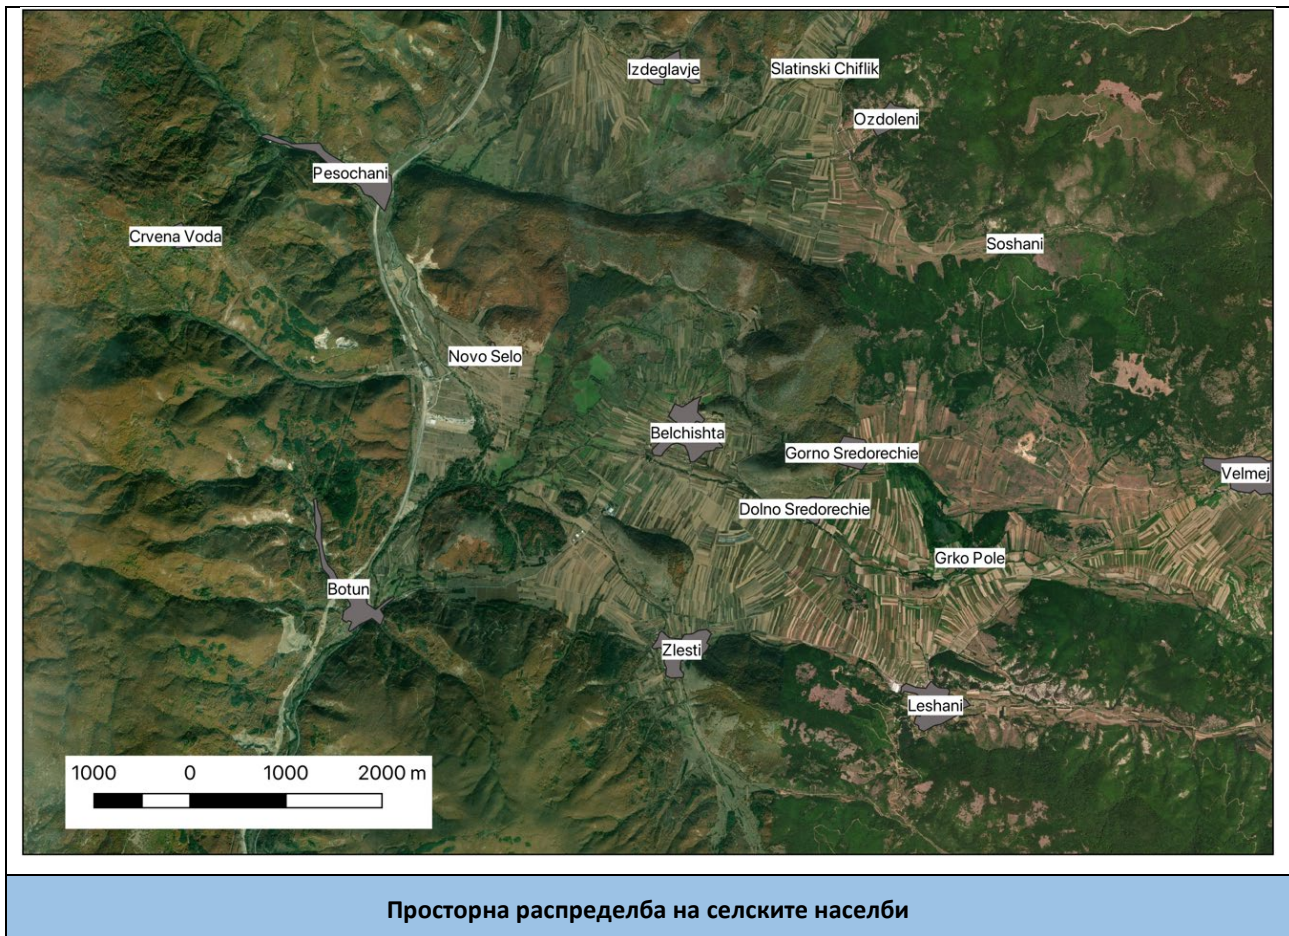 Izdeglavje
Slatinski Chiflik
Ozdoleni
Pesochani
Crvena Voda
Soshani
Novo Selo
Belchishta
Gorno Sredorechie
Velmej
Dolno Sredorechie
Grko Pole
Botun
Zlesti
Leshani
1000 0 1000 2000 m
Просторна распределба на селските населби